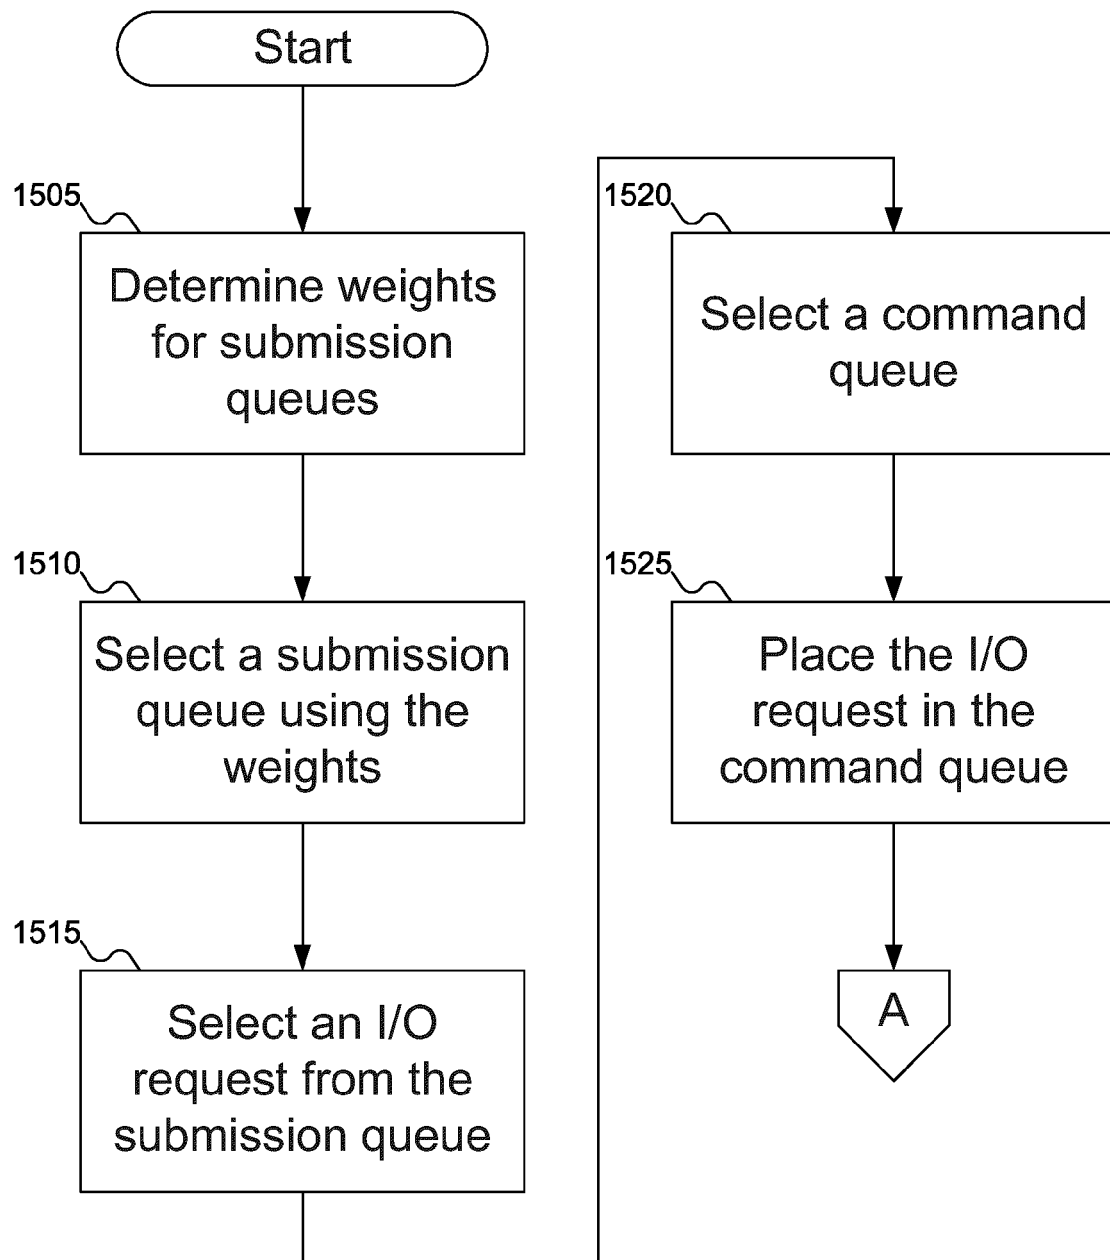 Start
1505
Determine weights
for submission
queues
1510
Select a submission
queue using the
weights
1515
Select an I/O
request from the
submission queue
1520
Select a command
queue
1525
Place the I/O
request in the
command queue
A